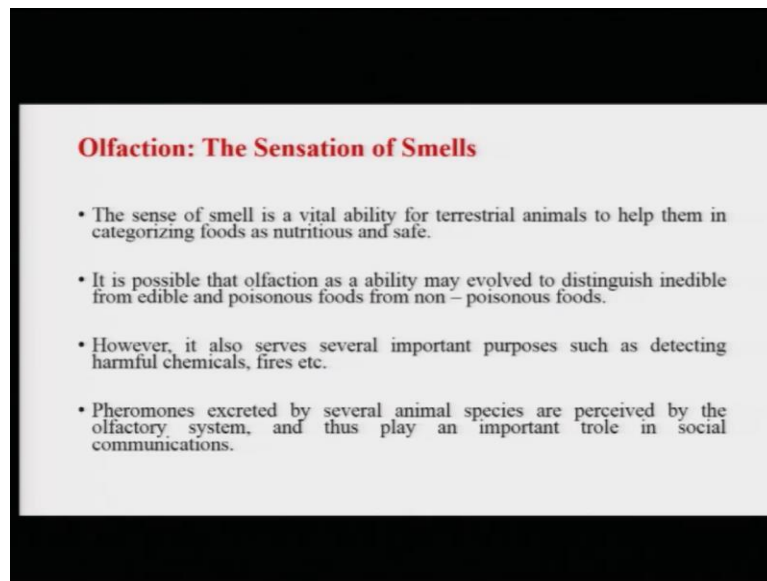 Olfaction: The Sensation of Smells
• The sense of smell is a vital ability for terrestrial animals to help them in
categorizing foods as nutritious and safe.
• It is possible that olfaction as a ability may evolved to distinguish inedible
from edible and poisonous foods from non – poisonous foods.
• However, it also serves several important purposes such as detecting
harmful chemicals, fires etc.
• Pheromones excreted by several animal species are perceived by the
olfactory system, and thus play an important trole in social
communications.